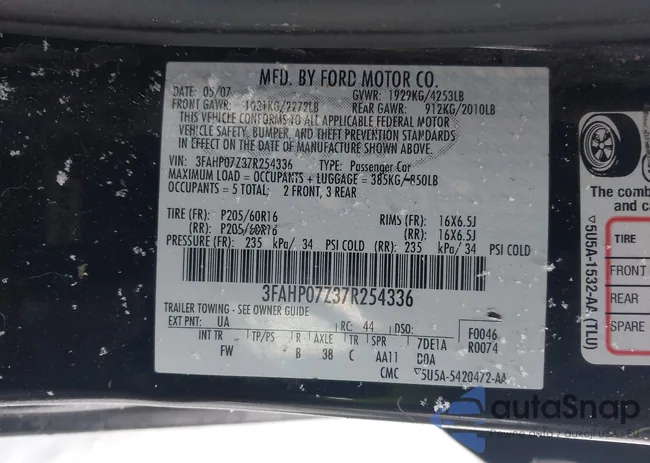 MFD. BY FORD MOTOR CO.
DATE: 05/07 GVWR: 1929KG/4253LB
FRONT GAWR: 1031KG/2272LB REAR GAWR: 912KG/2010LB
THIS VEHICLE CONFORMS TO ALL APPLICABLE FEDERAL MOTOR
VEHICLE SAFETY, BUMPER, AND THEFT PREVENTION STANDARDS
IN EFFECT ON THE DATE OF MANUFACTURE SHOWN ABOVE.
VIN: 3FAHP07Z37R254336 TYPE: Passenger Car
MAXIMUM LOAD = OCCUPANTS + LUGGAGE = 385KG/850LB
OCCUPANTS = 5 TOTAL: 2 FRONT, 3 REAR
TIRE (FR): P205/60R16 RIMS (FR): 16X6.5J
(RR): P205/60R16 (RR): 16X6.5J
PRESSURE (FR): 235 kPa/ 34 PSI COLD (RR): 235 kPa/ 34 PSI COLD
3FAHP07Z37R254336
TRAILER TOWING - SEE OWNER GUIDE
EXT PNT: UA RC: 44 DSO: F0046
INT TR TP/PS R AXLE TR SPR 7DE1A R0074
FW B 38 C AA11 DOA
CMC ▽5U5A-5420472-AA
The comb
and ca
▽5U5A-1532-AA (TLU)
TIRE
FRONT
REAR
SPARE
autoSnap